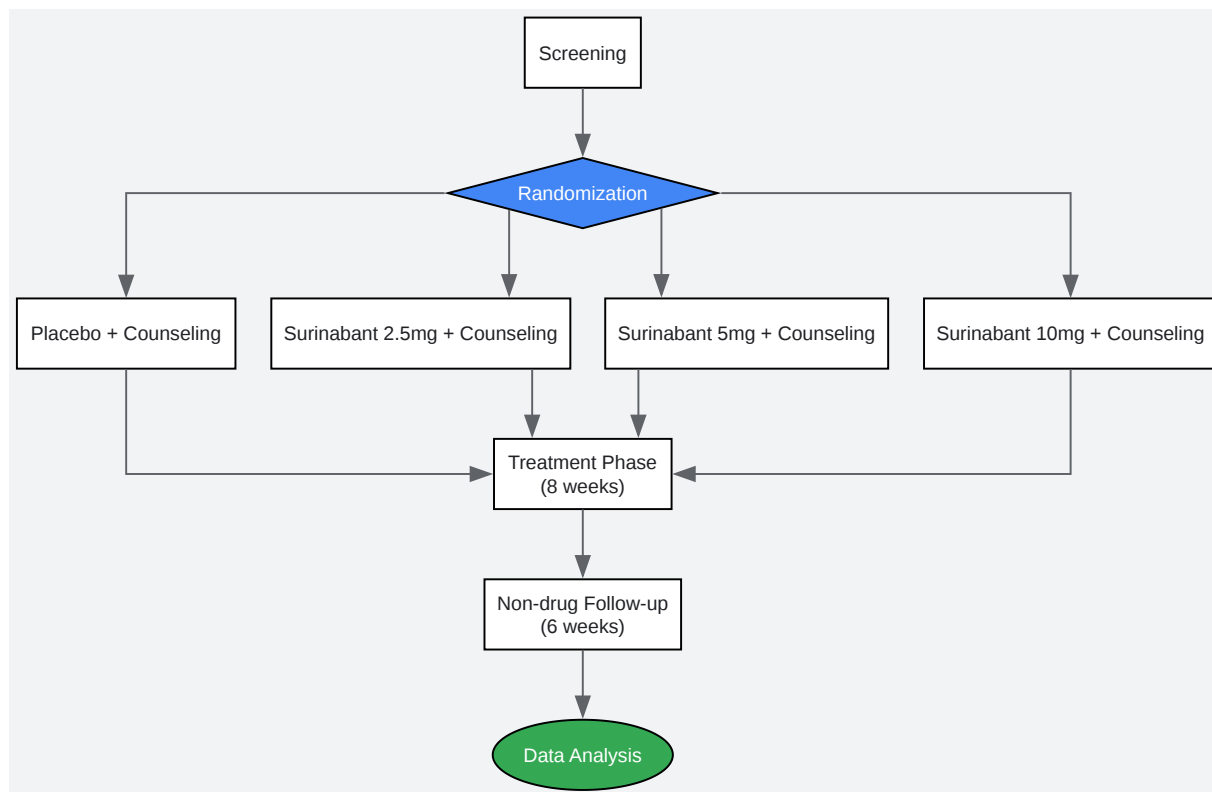 Screening
Randomization
Placebo + Counseling
Surinabant 2.5mg + Counseling
Surinabant 5mg + Counseling
Surinabant 10mg + Counseling
Treatment Phase
(8 weeks)
Non-drug Follow-up
(6 weeks)
Data Analysis